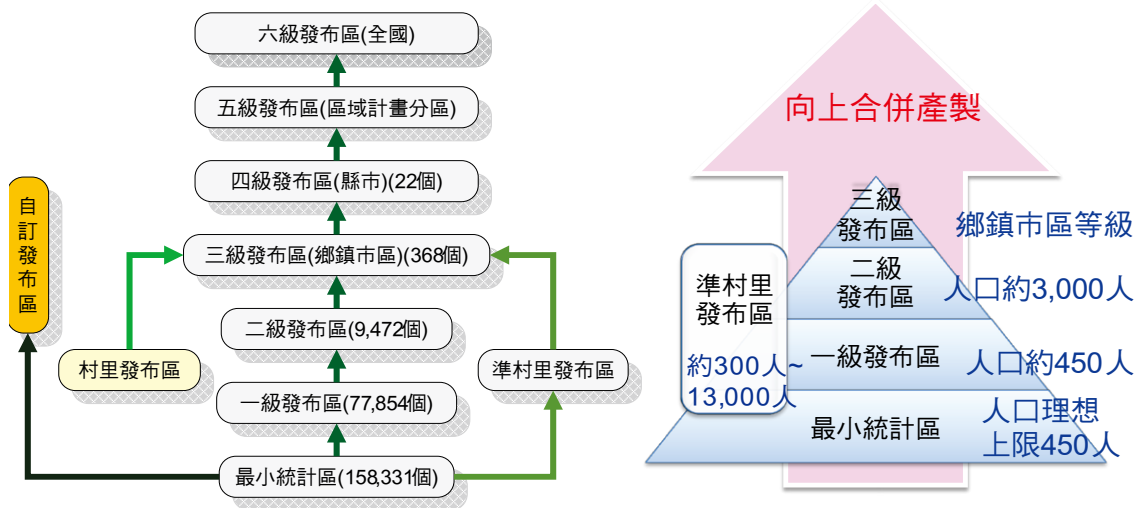 六級發布區(全國)
五級發布區(區域計畫分區)
四級發布區(縣市)(22個)
三級發布區(鄉鎮市區)(368個)
二級發布區(9,472個)
一級發布區(77,854個)
最小統計區(158,331個)
自訂發布區
村里發布區
準村里發布區
向上合併產製
三級
發布區
鄉鎮市區等級
二級
發布區
人口約3,000人
準村里
發布區
約300人~
13,000人
一級發布區
人口約450人
最小統計區
人口理想
上限450人